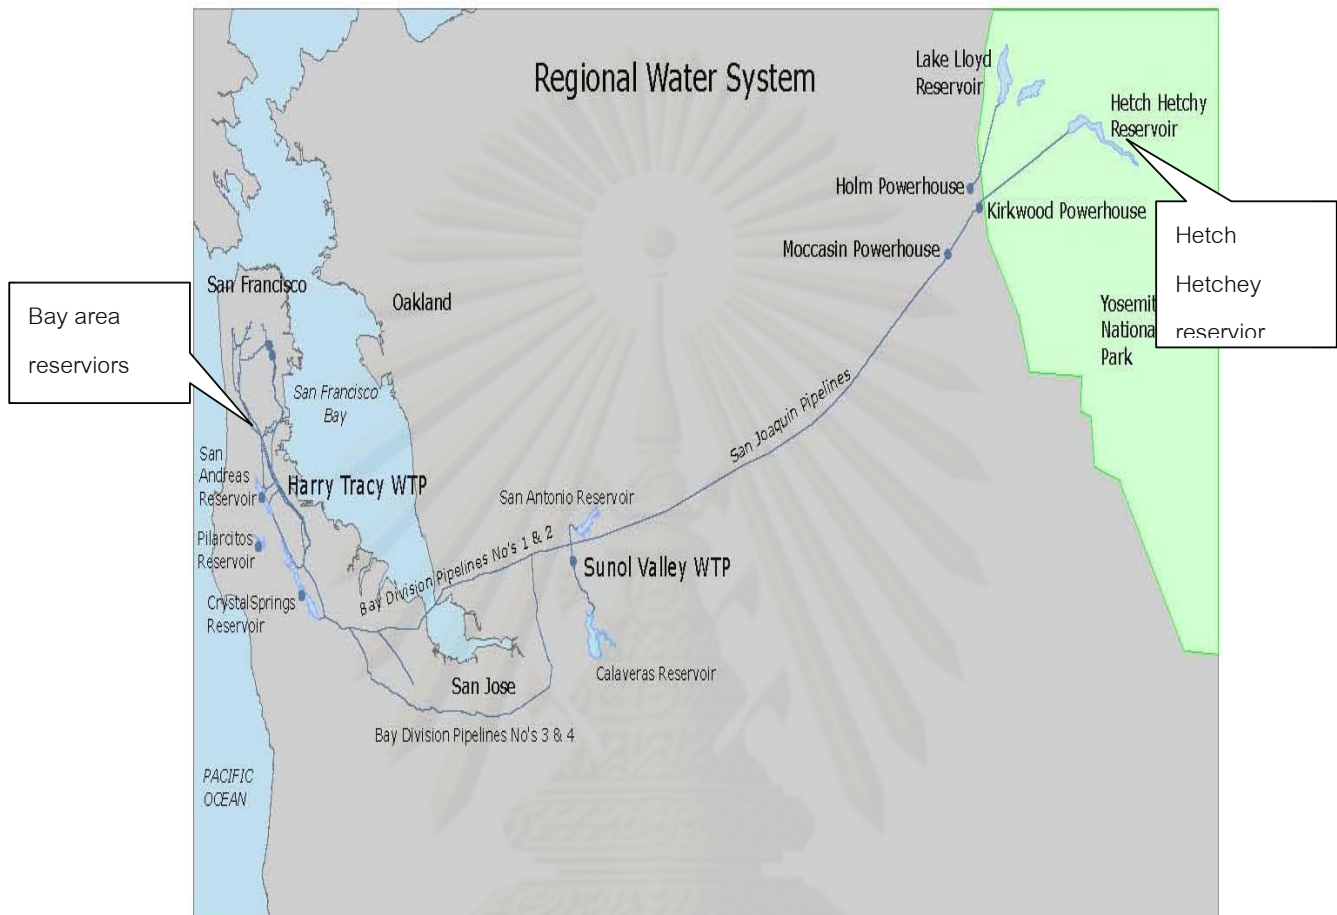 Regional Water System
Lake Lloyd
Reservoir
Hetch Hetchy
Reservoir
Holm Powerhouse
Kirkwood Powerhouse
Moccasin Powerhouse
Hetch
Hetchey
reservior
Yosemit
National
Park
San Francisco
Oakland
Bay area
reserviors
San Francisco
Bay
San Joaquin Pipelines
San
Andreas
Reservoir
Harry Tracy WTP
San Antonio Reservoir
Pilarcitos
Reservoir
Bay Division Pipelines No's 1 & 2
Sunol Valley WTP
CrystalSprings
Reservoir
Calaveras Reservoir
San Jose
Bay Division Pipelines No's 3 & 4
PACIFIC
OCEAN